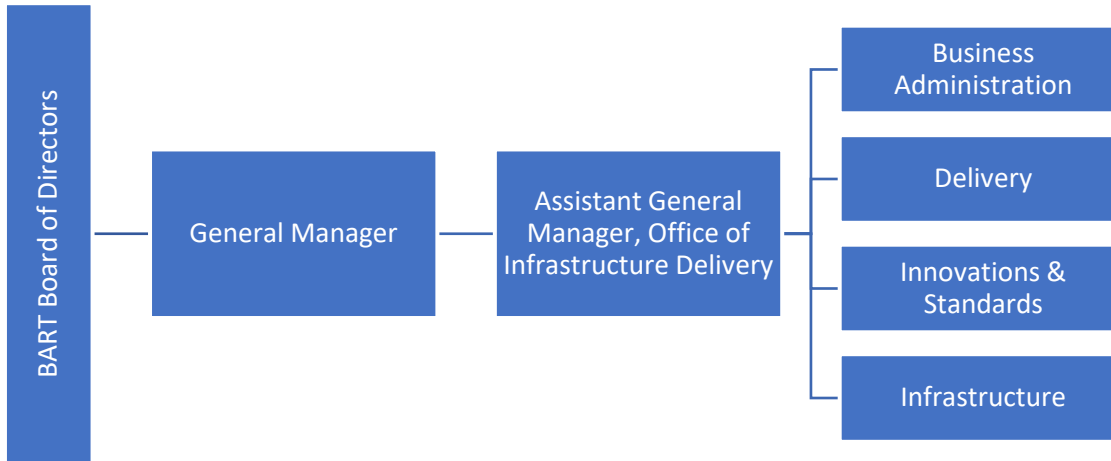 BART Board of Directors
General Manager
Assistant General
Manager, Office of
Infrastructure Delivery
Business
Administration
Delivery
Innovations &
Standards
Infrastructure